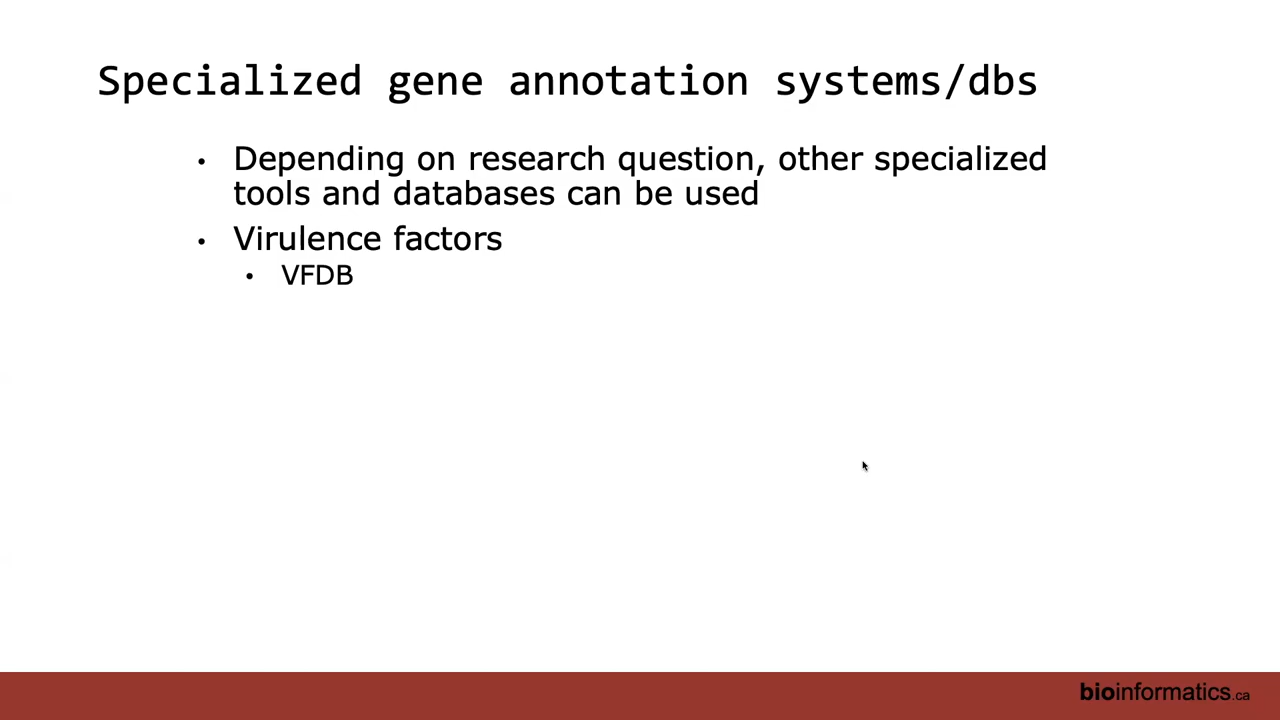 Specialized gene annotation systems/dbs
• Depending on research question, other specialized
tools and databases can be used
• Virulence factors
• VFDB
bioinformatics.ca